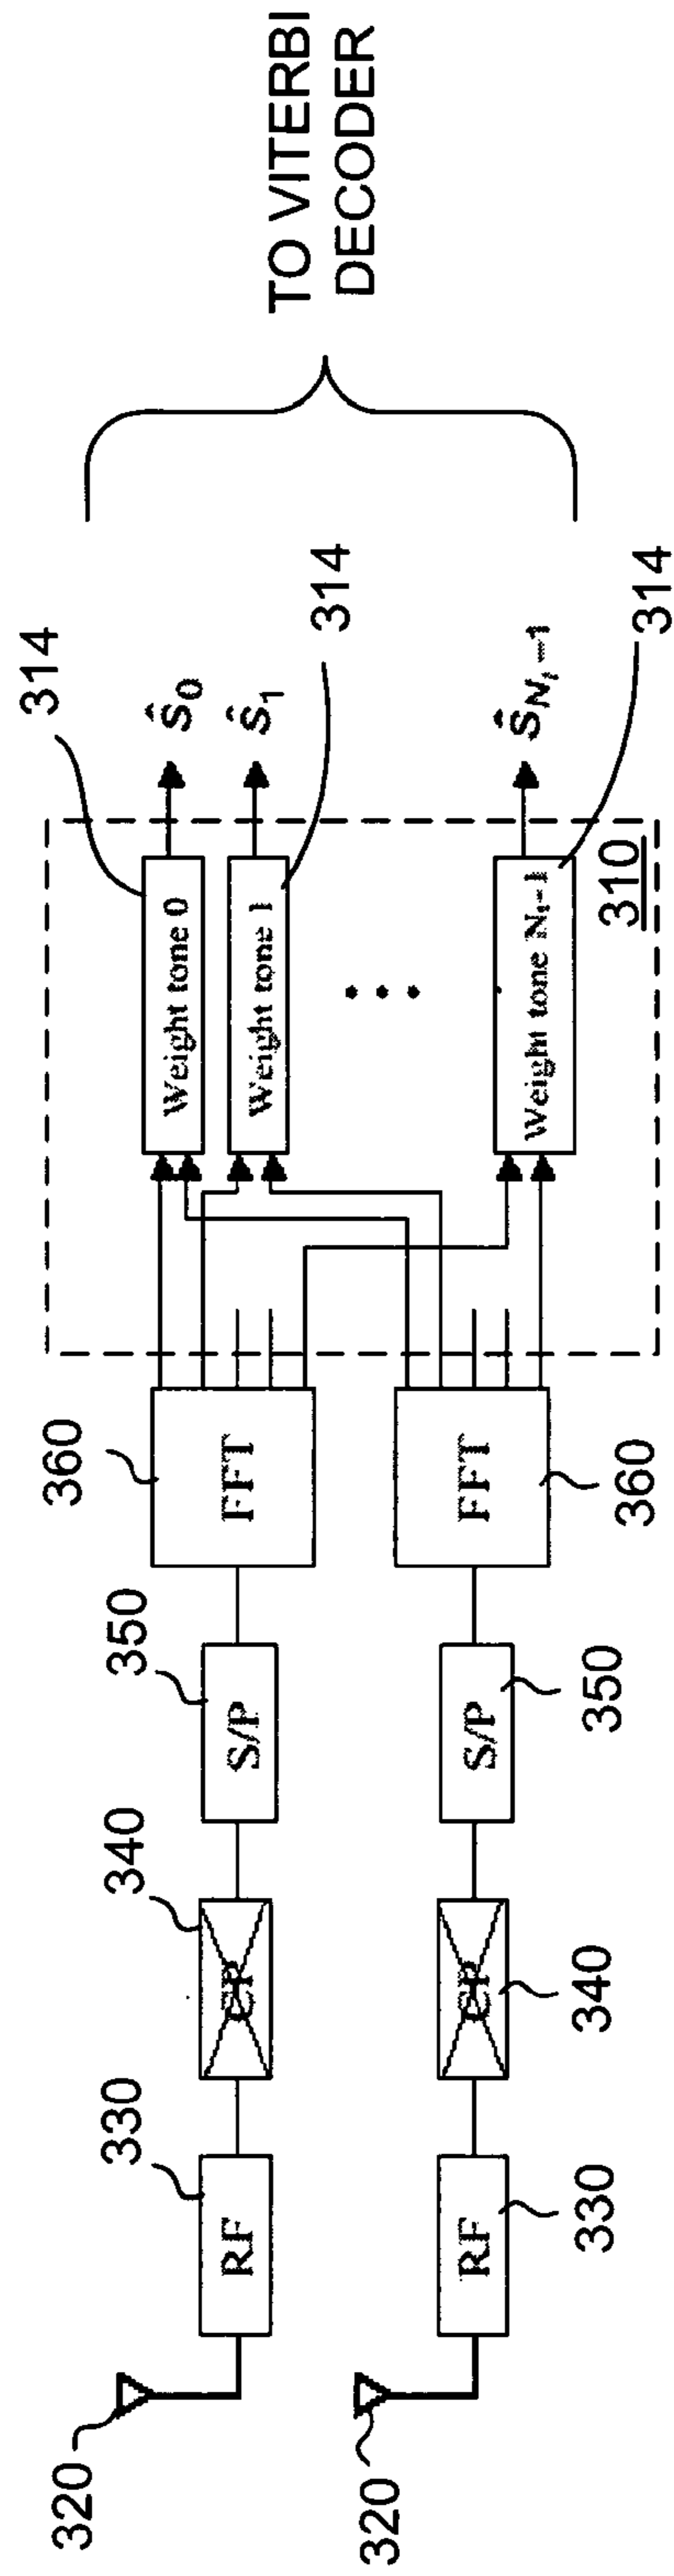 320
330
RF
340
CP
350
S/P
360
FFT
314
Weight tone 0
ŝ0
Weight tone 1
ŝ1
314
Weight tone Nt-1
ŝNt-1
314
310
320
RF
330
CP
340
S/P
350
FFT
360
TO VITERBI
DECODER